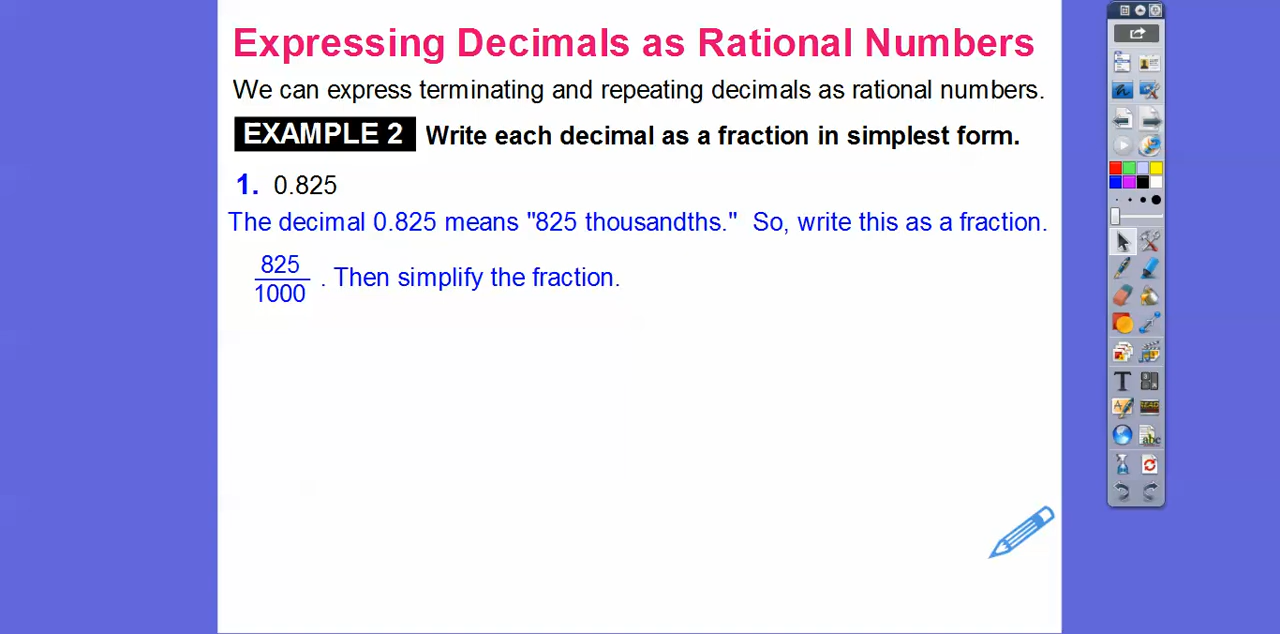 Expressing Decimals as Rational Numbers
We can express terminating and repeating decimals as rational numbers.
EXAMPLE 2 Write each decimal as a fraction in simplest form.
1. 0.825
The decimal 0.825 means "825 thousandths." So, write this as a fraction.
825
1000
. Then simplify the fraction.